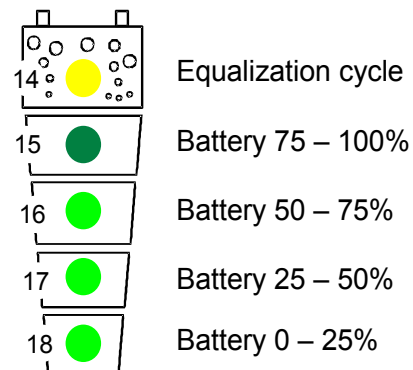 14 Equalization cycle
15 Battery 75 – 100%
16 Battery 50 – 75%
17 Battery 25 – 50%
18 Battery 0 – 25%